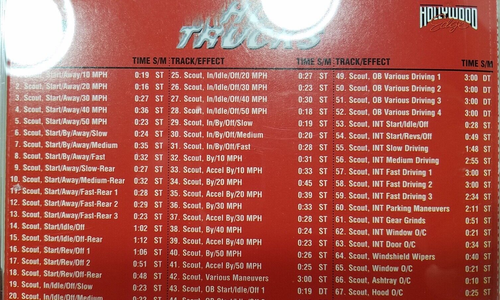 HOLLYWOOD
Edge
TRUCKS
TIME S/M TRACK/EFFECT TIME S/M TRACK/EFFECT TIME S/M
Scout, Start/Away/10 MPH 0:19 ST 25. Scout, In/Idle/Off/20 MPH 0:27 ST 49. Scout, OB Various Driving 1 3:00 DT
2. Scout, Start/Away/20 MPH 0:16 ST 26. Scout, In/Idle/Off/30 MPH 0:23 ST 50. Scout, OB Various Driving 2 3:00 DT
3. Scout, Start/Away/30 MPH 0:27 ST 27. Scout, In/Idle/Off/40 MPH 0:30 ST 51. Scout, OB Various Driving 3 3:00 DT
4. Scout, Start/Away/40 MPH 0:36 ST 28. Scout, In/Idle/Off/50 MPH 0:18 ST 52. Scout, OB Various Driving 4 3:00 DT
5. Scout, Start/Away/50 MPH 0:23 ST 29. Scout, In/By/Off/Slow 0:19 ST 53. Scout, INT Start/Idle/Off 0:28 ST
6. Scout, Start/By/Away/Slow 0:24 ST 30. Scout, In/By/Off/Medium 0:20 ST 54. Scout, INT Start/Revs/Off 0:49 ST
7. Scout, Start/By/Away/Medium 0:35 ST 31. Scout, In/By/Off/Fast 0:28 ST 55. Scout, INT Slow Driving 1:48 ST
8. Scout, Start/By/Away/Fast 0:32 ST 32. Scout, By/10 MPH 0:31 ST 56. Scout, INT Medium Driving 2:55 ST
9. Scout, Start/Away/Slow-Rear 0:27 ST 33. Scout, Accel By/10 MPH 0:33 ST 57. Scout, INT Fast Driving 1 3:00 ST
10. Scout, Start/Away/Medium-Rear 0:32 ST 34. Scout, By/20 MPH 0:45 ST 58. Scout, INT Fast Driving 2 3:00 ST
11. Scout, Start/Away/Fast-Rear 1 0:28 ST 35. Scout, Accel By/20 MPH 0:39 ST 59. Scout, INT Fast Driving 3 2:34 ST
12. Scout, Start/Away/Fast-Rear 2 0:29 ST 36. Scout, By/30 MPH 0:33 ST 60. Scout, INT Parking Maneuvers 2:11 ST
13. Scout, Start/Away/Fast-Rear 3 0:23 ST 37. Scout, Accel By/30 MPH 0:28 ST 61. Scout, INT Gear Grinds 0:51 ST
14. Scout, Start/Idle/Off 1:02 ST 38. Scout, By/40 MPH 0:24 ST 62. Scout, INT Window O/C 0:21 ST
15. Scout, Start/Idle/Off-Rear 1:12 ST 39. Scout, Accel By/40 MPH 0:23 ST 63. Scout, INT Door O/C 0:34 ST
16. Scout, Start/Rev/Off 1 1:06 ST 40. Scout, By/50 MPH 0:24 ST 64. Scout, Windshield Wipers 0:40 ST
17. Scout, Start/Rev/Off 2 0:51 ST 41. Scout, Accel By/50 MPH 0:25 ST 65. Scout, Window O/C 0:21 ST
18. Scout, Start/Rev/Off-Rear 0:48 ST 42. Scout, Various Maneuvers 3:00 ST 66. Scout, Ashtray O/C 0:10 ST
19. Scout, In/Idle/Off/Slow 0:23 ST 43. Scout, OB Start/Idle/Off 1 0:19 DT 67. Scout, Hood O/C 0:25 ST
20. Scout, In/Idle/Off/Medium